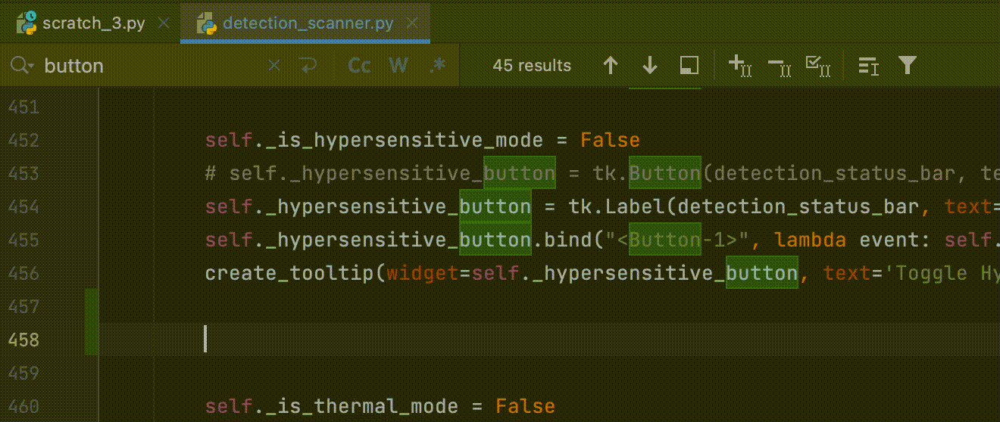 scratch_3.py detection_scanner.py
button Cc W .* 45 results
451
452 self._is_hypersensitive_mode = False
453 # self._hypersensitive_button = tk.Button(detection_status_bar, te
454 self._hypersensitive_button = tk.Label(detection_status_bar, text=
455 self._hypersensitive_button.bind("<Button-1>", lambda event: self.
456 create_tooltip(widget=self._hypersensitive_button, text='Toggle Hy
457
458
459
460 self._is_thermal_mode = False